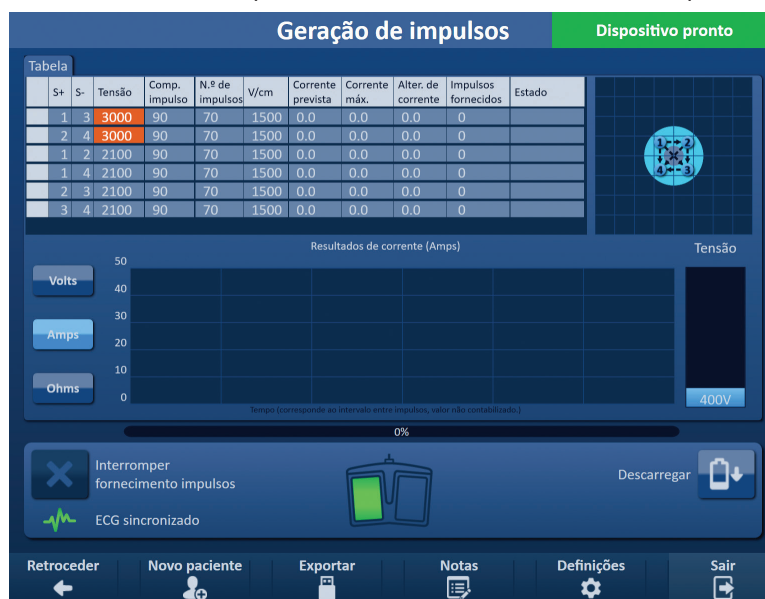 Geração de impulsos
Dispositivo pronto
Tabela
S+ S- Tensão Comp. impulso N.º de impulsos V/cm Corrente prevista Corrente máx. Alter. de corrente Impulsos fornecidos Estado
1 3 3000 90 70 1500 0.0 0.0 0.0 0
2 4 3000 90 70 1500 0.0 0.0 0.0 0
1 2 2100 90 70 1500 0.0 0.0 0.0 0
1 4 2100 90 70 1500 0.0 0.0 0.0 0
2 3 2100 90 70 1500 0.0 0.0 0.0 0
3 4 2100 90 70 1500 0.0 0.0 0.0 0
1 2
4 3
Resultados de corrente (Amps)
Tensão
Volts
Amps
Ohms
50
40
30
20
10
0
400V
Tempo (corresponde ao intervalo entre impulsos, valor não contabilizado.)
0%
Interromper
fornecimento impulsos
Descarregar
ECG sincronizado
Retroceder
Novo paciente
Exportar
Notas
Definições
Sair